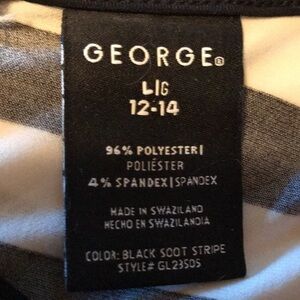 GEORGE®
L|G
12-14
96% POLYESTER|
POLIÉSTER
4% SPANDEX|SPANDEX
MADE IN SWAZILAND
HECHO EN SWAZILANDIA
COLOR: BLACK SOOT STRIPE
STYLE# GL23505